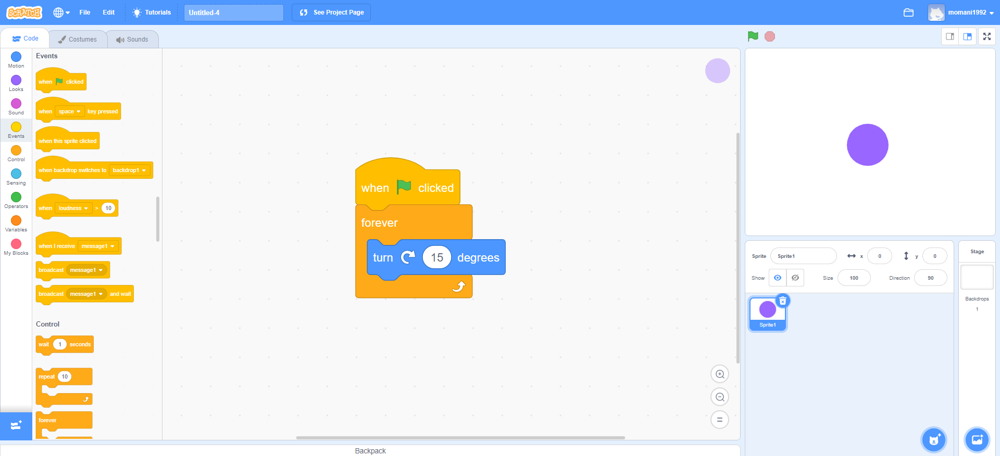 SCRATCH
File
Edit
Tutorials
Untitled-4
See Project Page
momani1992
Code
Costumes
Sounds
Motion
Looks
Sound
Events
Control
Sensing
Operators
Variables
My Blocks
Events
when clicked
when space key pressed
when this sprite clicked
when backdrop switches to backdrop1
when loudness > 10
when I receive message1
broadcast message1
broadcast message1 and wait
Control
wait 1 seconds
repeat 10
forever
when clicked
forever
turn 15 degrees
Backpack
Sprite Sprite1 x 0 y 0
Show Size 100 Direction 90
Sprite1
Stage
Backdrops
1